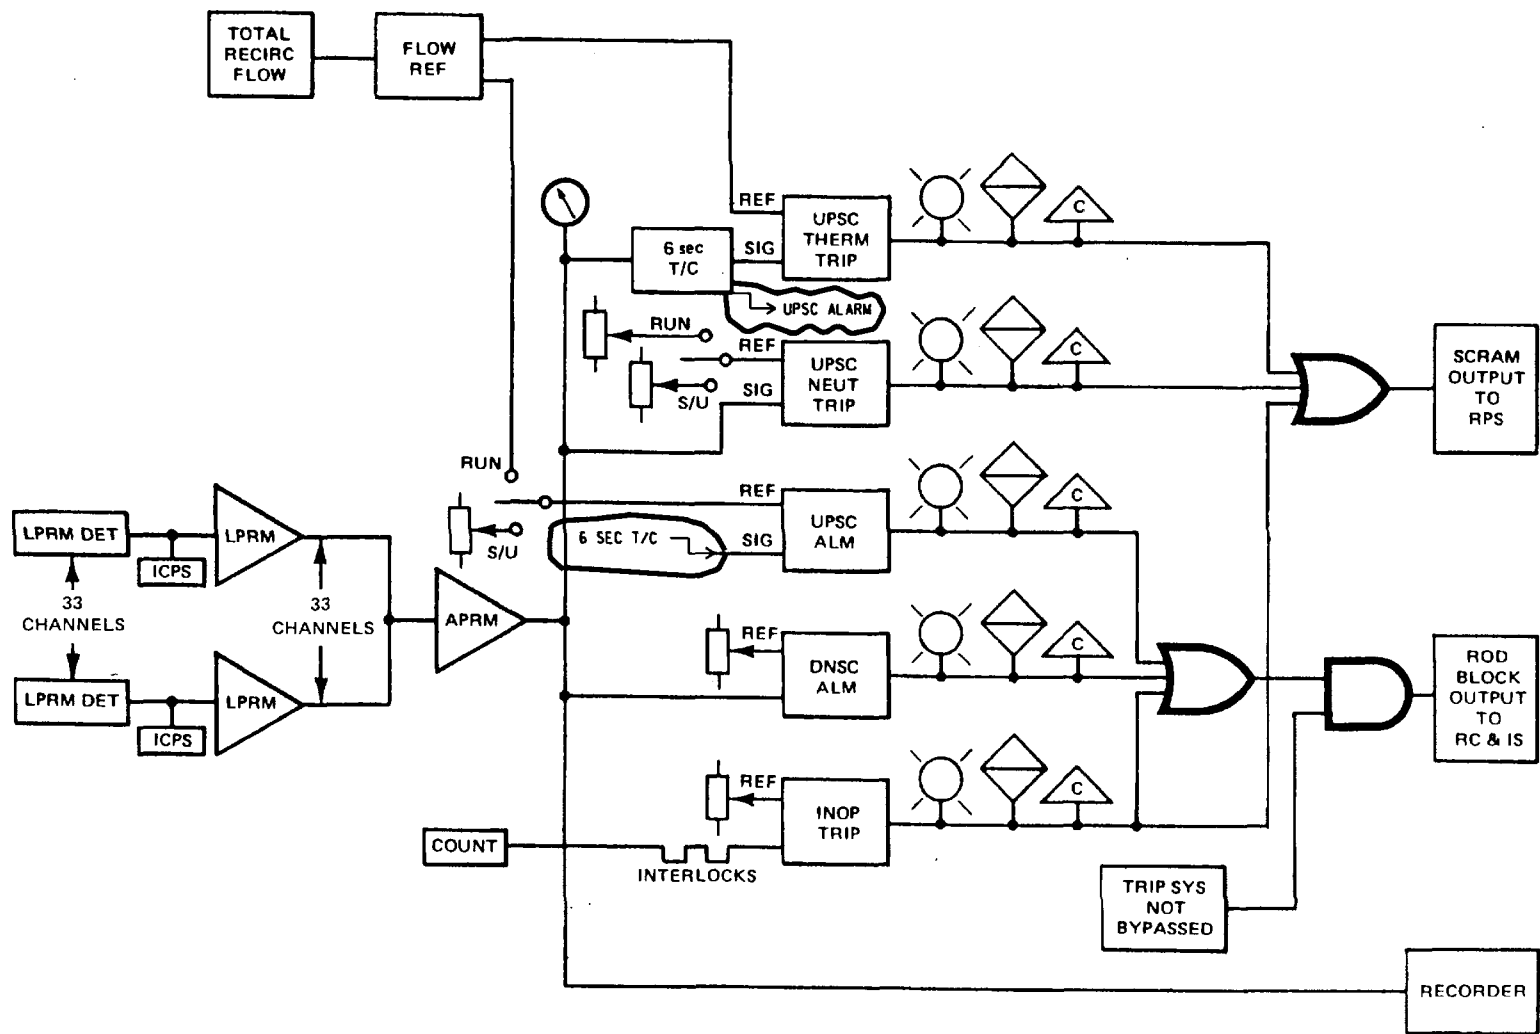 TOTAL
RECIRC
FLOW
FLOW
REF
REF
UPSC
THERM
TRIP
SIG
6 sec
T/C
UPSC ALARM
C
RUN
REF
UPSC
NEUT
TRIP
SIG
S/U
C
SCRAM
OUTPUT
TO
RPS
RUN
REF
UPSC
ALM
SIG
6 SEC T/C
S/U
C
LPRM DET
ICPS
LPRM
33
CHANNELS
33
CHANNELS
APRM
LPRM DET
ICPS
LPRM
REF
DNSC
ALM
C
ROD
BLOCK
OUTPUT
TO
RC & IS
REF
INOP
TRIP
C
COUNT
INTERLOCKS
TRIP SYS
NOT
BYPASSED
RECORDER